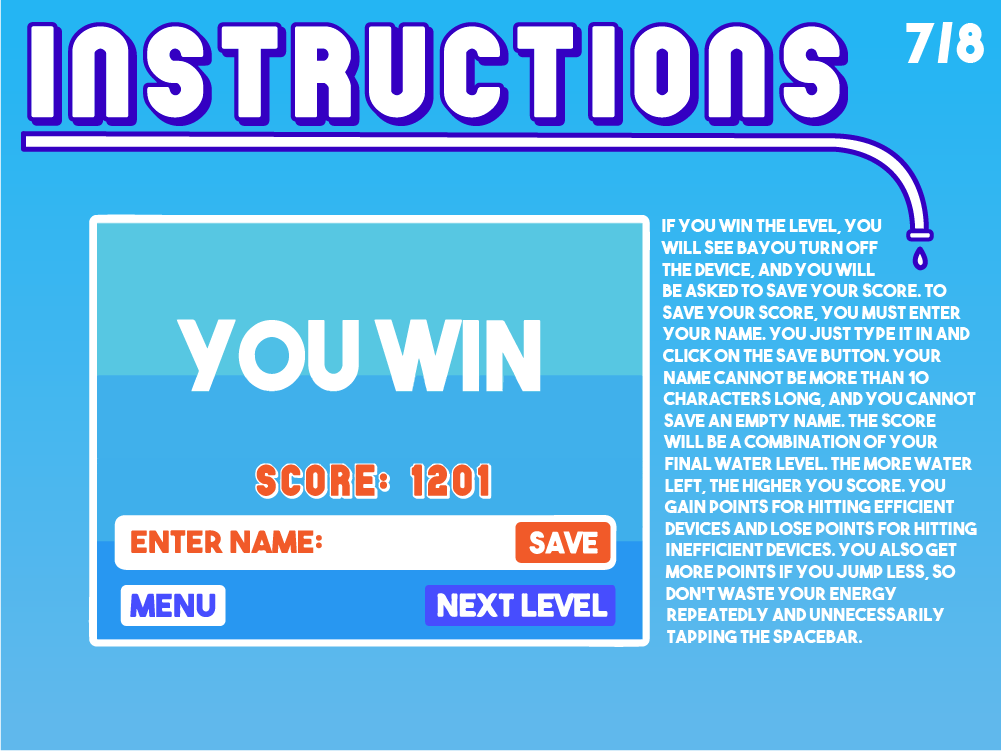 INSTRUCTIONS
7/8
YOU WIN
SCORE: 1201
ENTER NAME:
SAVE
MENU
NEXT LEVEL
IF YOU WIN THE LEVEL, YOU
WILL SEE BAYOU TURN OFF
THE DEVICE, AND YOU WILL
BE ASKED TO SAVE YOUR SCORE. TO
SAVE YOUR SCORE, YOU MUST ENTER
YOUR NAME. YOU JUST TYPE IT IN AND
CLICK ON THE SAVE BUTTON. YOUR
NAME CANNOT BE MORE THAN 10
CHARACTERS LONG, AND YOU CANNOT
SAVE AN EMPTY NAME. THE SCORE
WILL BE A COMBINATION OF YOUR
FINAL WATER LEVEL. THE MORE WATER
LEFT, THE HIGHER YOU SCORE. YOU
GAIN POINTS FOR HITTING EFFICIENT
DEVICES AND LOSE POINTS FOR HITTING
INEFFICIENT DEVICES. YOU ALSO GET
MORE POINTS IF YOU JUMP LESS, SO
DON'T WASTE YOUR ENERGY
REPEATEDLY AND UNNECESSARILY
TAPPING THE SPACEBAR.